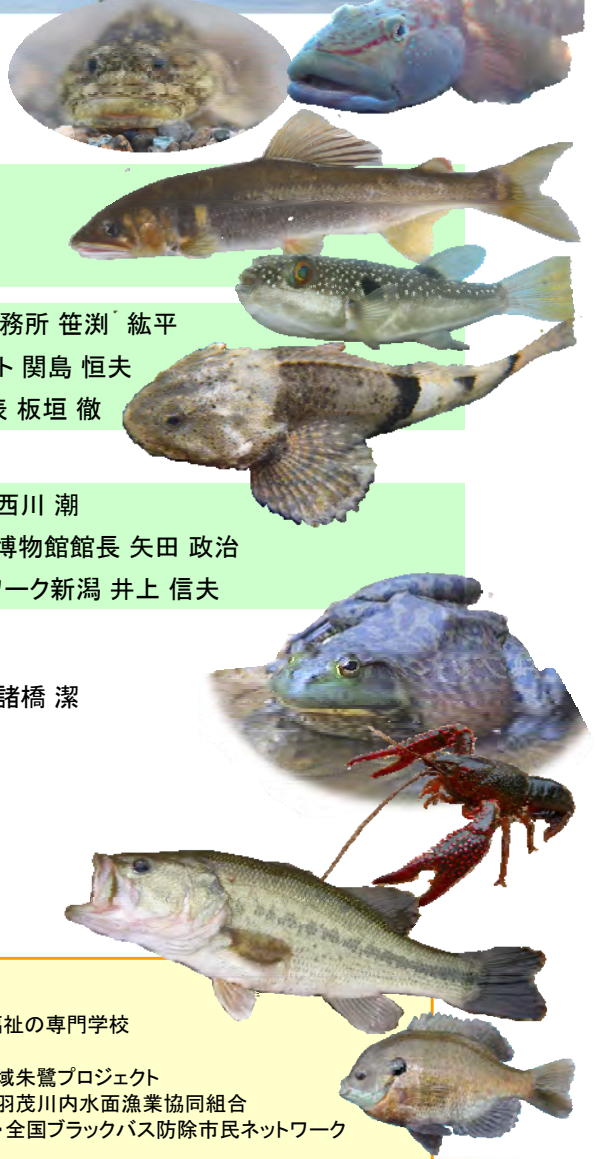 務所 笹渕 紘平
ト 関島 恒夫
表 板垣 徹
西川 潮
博物館館長 矢田 政治
ワーク新潟 井上 信夫
諸橋 潔
福祉の専門学校
域朱鷺プロジェクト
羽茂川内水面漁業協同組合
・全国ブラックバス防除市民ネットワーク